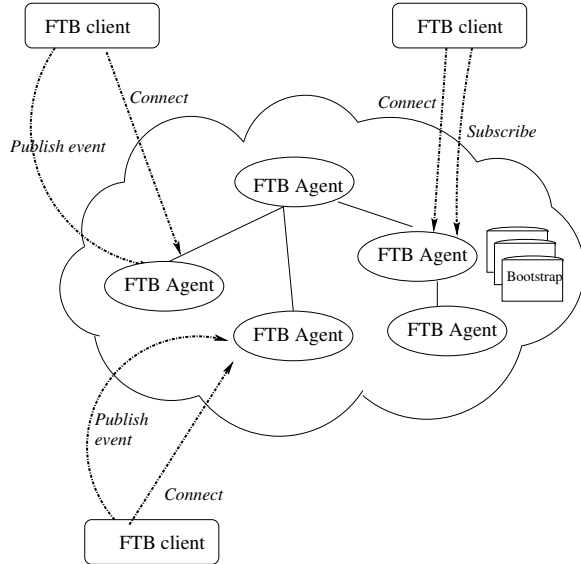 FTB client
FTB client
Connect
Connect
Subscribe
Publish event
FTB Agent
FTB Agent
Bootstrap
FTB Agent
FTB Agent
FTB Agent
Publish
event
Connect
FTB client